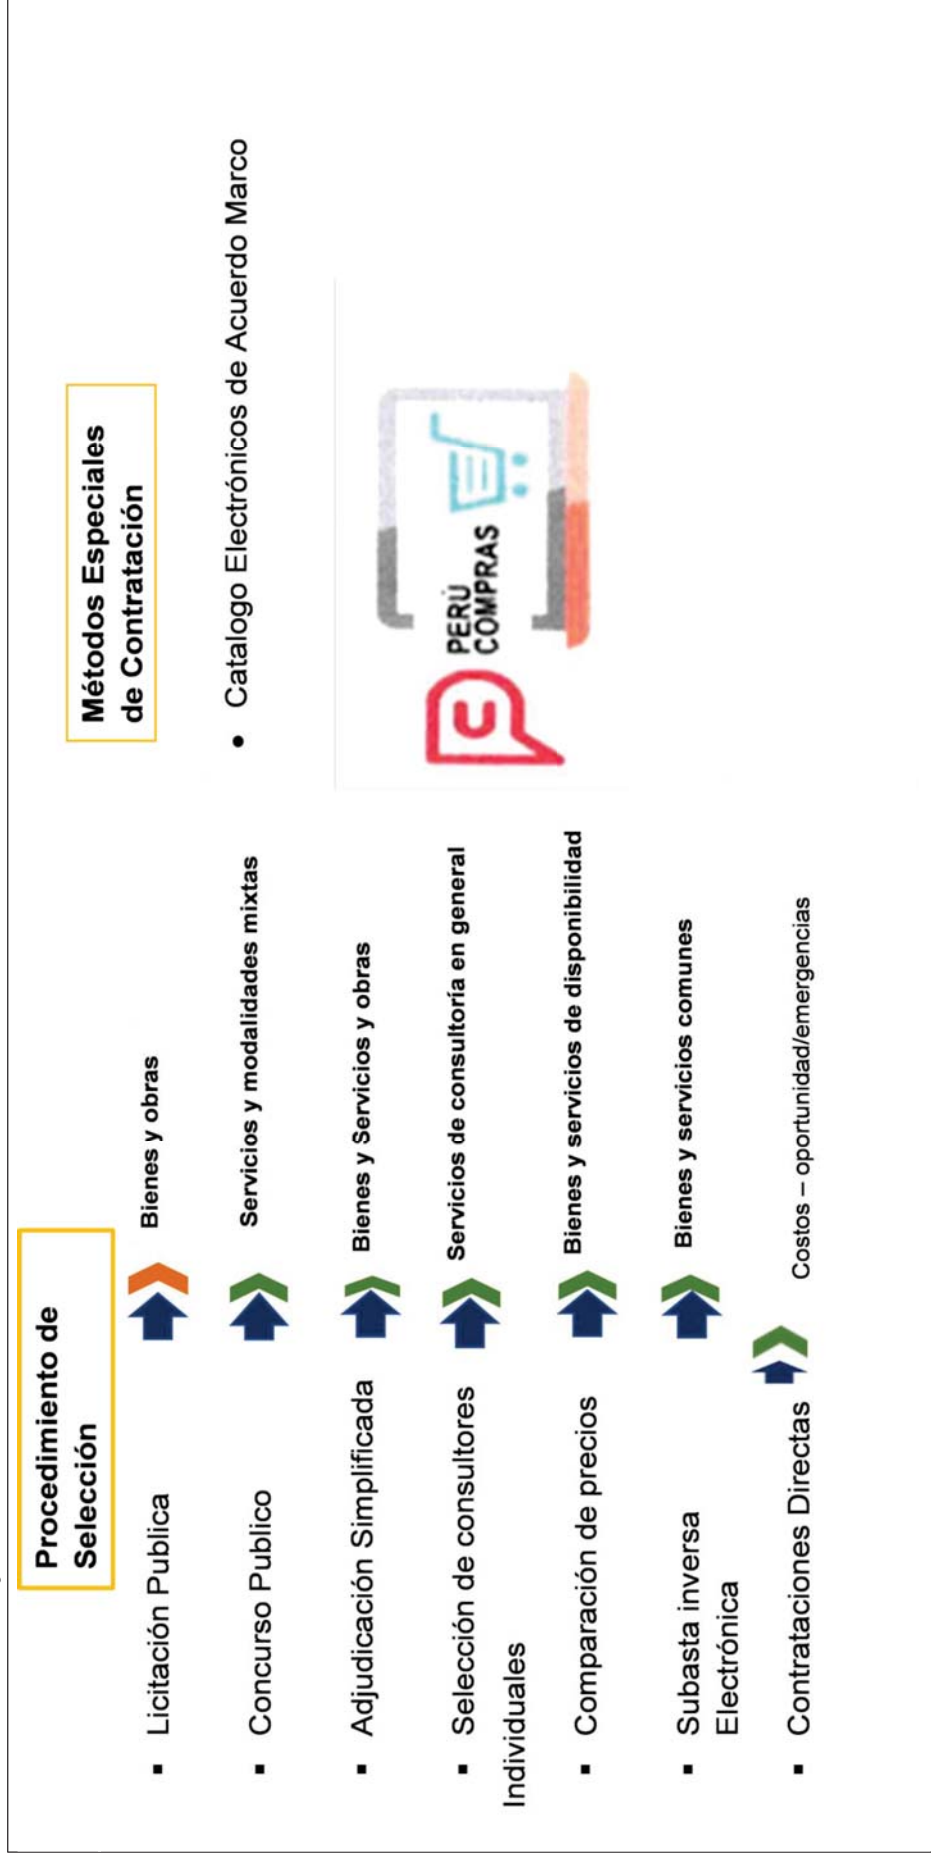 Procedimiento de
Selección
▪ Licitación Publica
Bienes y obras
▪ Concurso Publico
Servicios y modalidades mixtas
▪ Adjudicación Simplificada
Bienes y Servicios y obras
▪ Selección de consultores
Individuales
Servicios de consultoría en general
▪ Comparación de precios
Bienes y servicios de disponibilidad
▪ Subasta inversa
Electrónica
Bienes y servicios comunes
▪ Contrataciones Directas
Costos – oportunidad/emergencias
Métodos Especiales
de Contratación
• Catalogo Electrónicos de Acuerdo Marco
PERÚ
COMPRAS